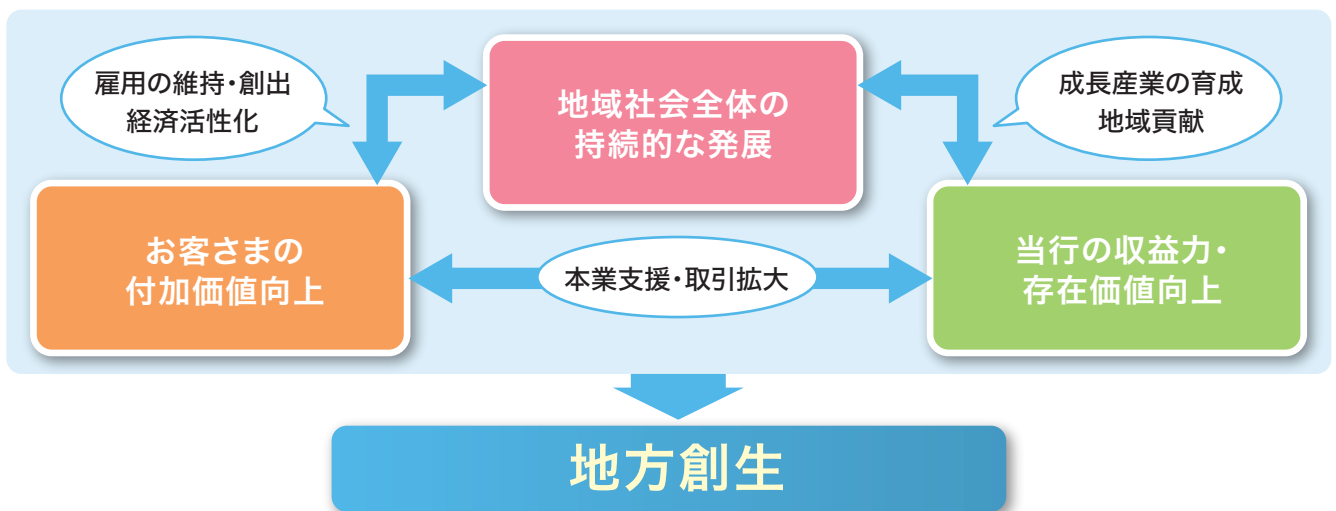 雇用の維持・創出
経済活性化
地域社会全体の
持続的な発展
成長産業の育成
地域貢献
お客さまの
付加価値向上
本業支援・取引拡大
当行の収益力・
存在価値向上
地方創生